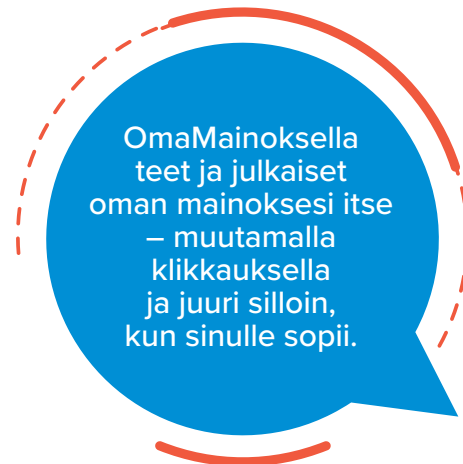 OmaMainoksella
teet ja julkaiset
oman mainoksesi itse
– muutamalla
klikkauksella
ja juuri silloin,
kun sinulle sopii.